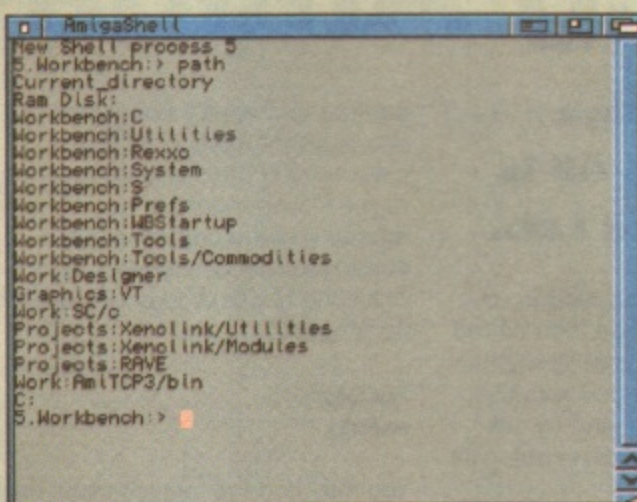 AmigaShell
New Shell process 5
5.Workbench:> path
Current_directory
Ram Disk:
Workbench:C
Workbench:Utilities
Workbench:Rexxc
Workbench:System
Workbench:S
Workbench:Prefs
Workbench:WBStartup
Workbench:Tools
Workbench:Tools/Commodities
Work:Designer
Graphics:VT
Work:SC/c
Projects:Xenolink/Utilities
Projects:Xenolink/Modules
Projects:RAVE
Work:AmiTCP3/bin
C:
5.Workbench:>